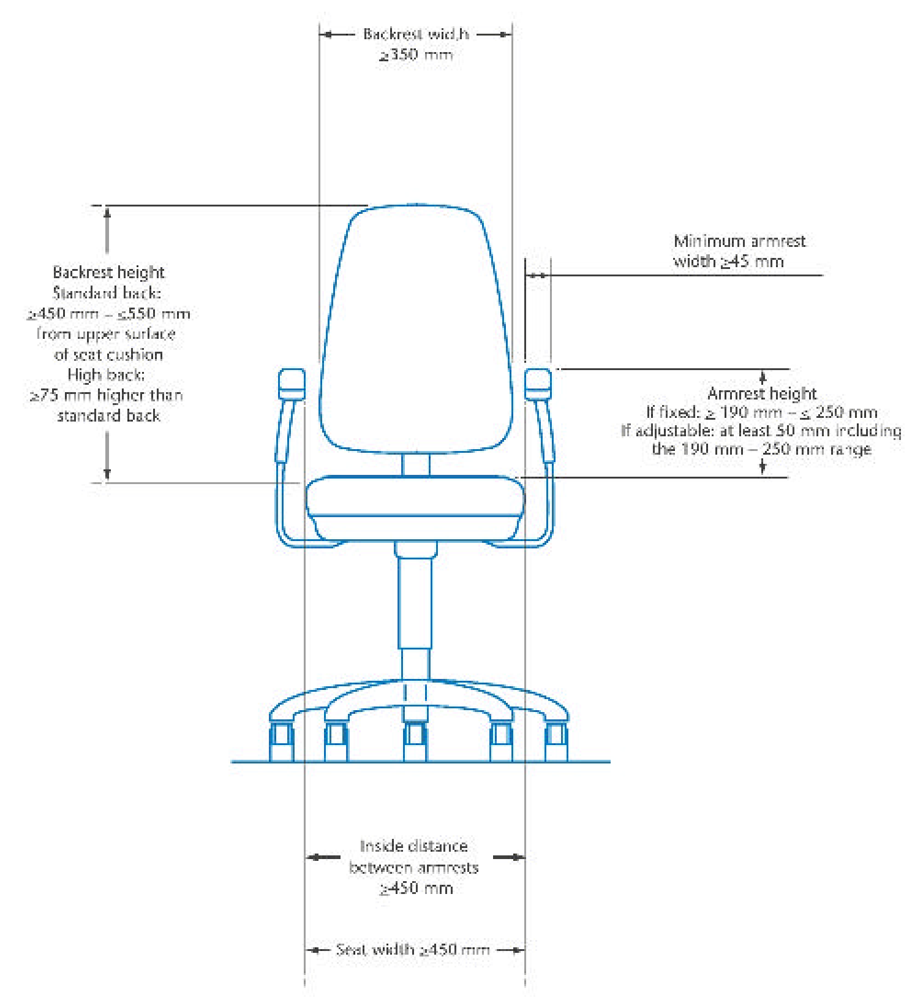 Backrest width
≥350 mm
Minimum armrest
width ≥45 mm
Backrest height
Standard back:
≥450 mm – ≤550 mm
from upper surface
of seat cushion
High back:
≥75 mm higher than
standard back
Armrest height
If fixed: ≥ 190 mm – ≤ 250 mm
If adjustable: at least 50 mm including
the 190 mm – 250 mm range
Inside distance
between armrests
≥450 mm
Seat width ≥450 mm